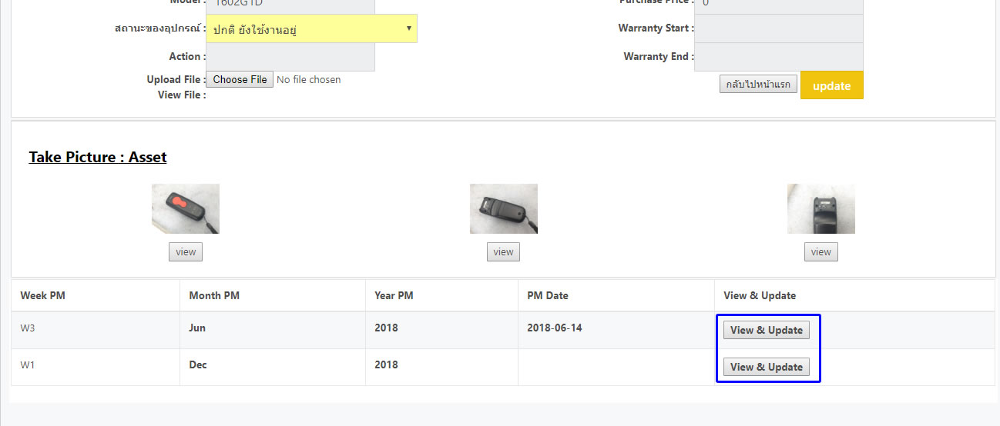 Model : 1602G1D Purchase Price : 0
สถานะของอุปกรณ์ : ปกติ ยังใช้งานอยู่ Warranty Start :
Action : Warranty End :
Upload File : Choose File No file chosen กลับไปหน้าแรก update
View File :
Take Picture : Asset
view view view
Week PM Month PM Year PM PM Date View & Update
W3 Jun 2018 2018-06-14 View & Update
W1 Dec 2018 View & Update